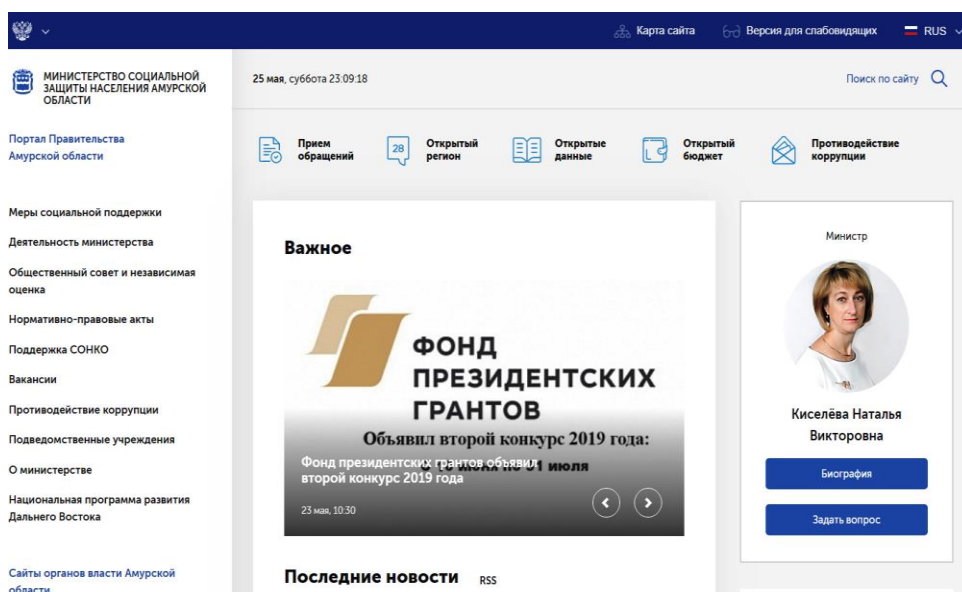 Карта сайта
Версия для слабовидящих
RUS
МИНИСТЕРСТВО СОЦИАЛЬНОЙ
ЗАЩИТЫ НАСЕЛЕНИЯ АМУРСКОЙ
ОБЛАСТИ
25 мая, суббота 23:09:18
Поиск по сайту
Портал Правительства
Амурской области
Прием
обращений
28
Открытый
регион
Открытые
данные
Открытый
бюджет
Противодействие
коррупции
Меры социальной поддержки
Деятельность министерства
Общественный совет и независимая
оценка
Нормативно-правовые акты
Поддержка СОНКО
Вакансии
Противодействие коррупции
Подведомственные учреждения
О министерстве
Национальная программа развития
Дальнего Востока
Сайты органов власти Амурской
области
Важное
ФОНД
ПРЕЗИДЕНТСКИХ
ГРАНТОВ
Объявил второй конкурс 2019 года:
31 июля
Фонд президентских грантов объявил
второй конкурс 2019 года
23 мая, 10:30
Последние новости RSS
Министр
Киселёва Наталья
Викторовна
Биография
Задать вопрос